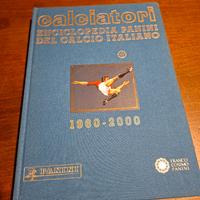 calciatori
ENCICLOPEDIA PANINI
DEL CALCIO ITALIANO
1960-2000
PANINI
FRANCO
COSIMO
PANINI